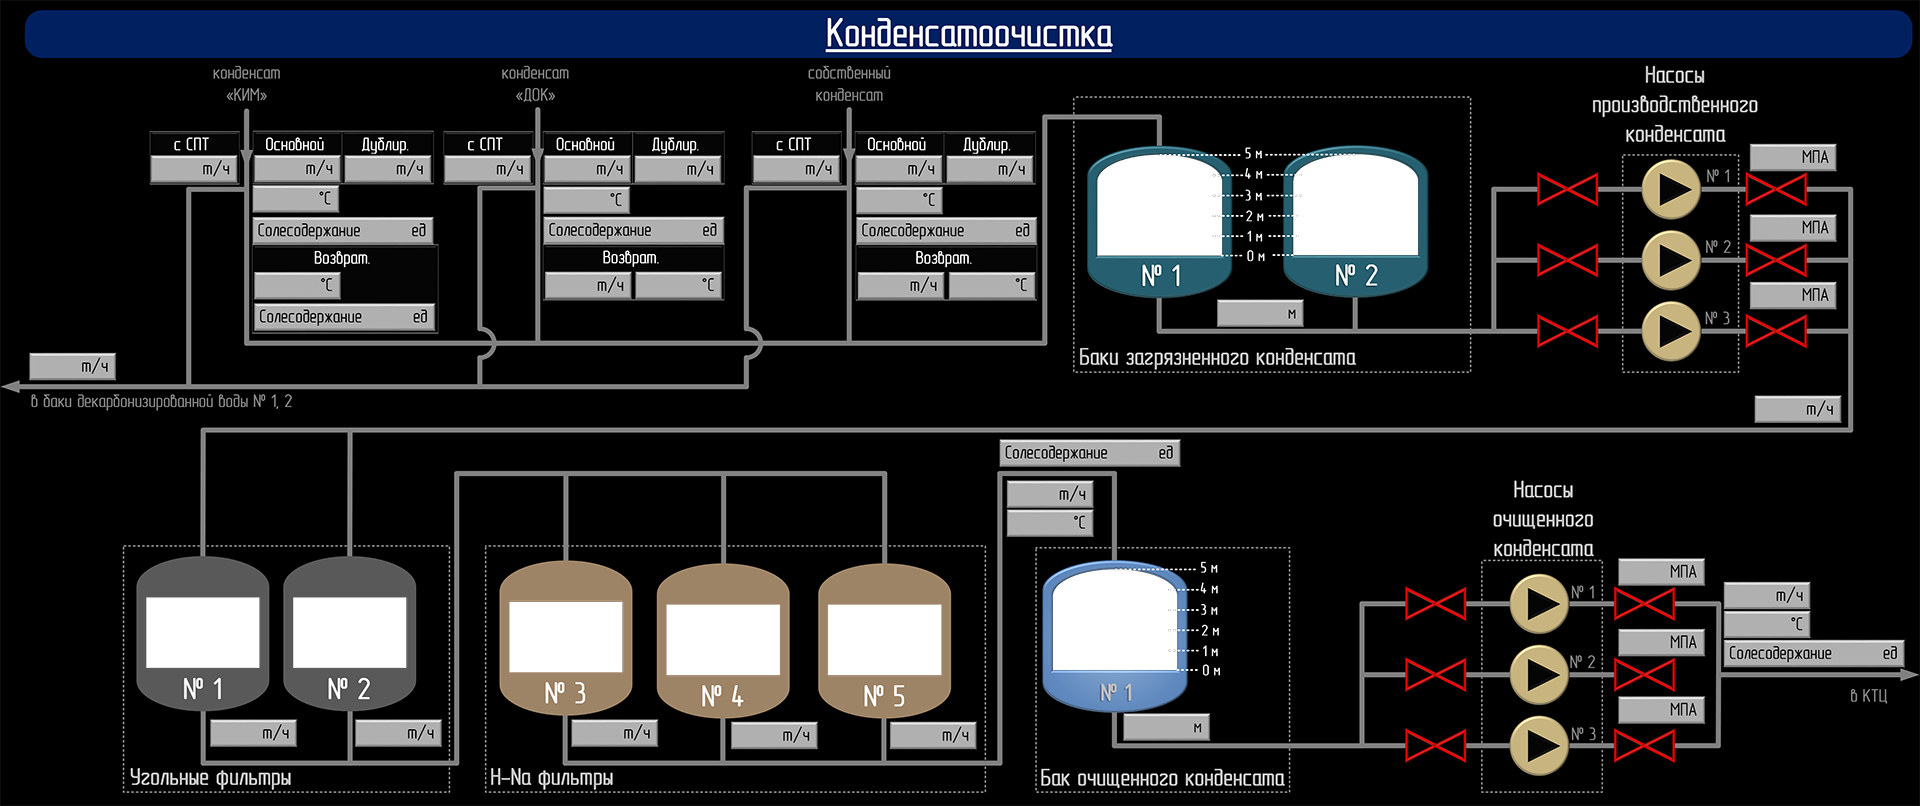 Конденсатоочистка
конденсат
«КИМ»
конденсат
«ДОК»
собственный
конденсат
с СПТ
т/ч
Основной
Дублир.
т/ч
т/ч
°С
Солесодержание ед
Возврат.
°С
Солесодержание ед
с СПТ
т/ч
Основной
Дублир.
т/ч
т/ч
°С
Солесодержание ед
Возврат.
т/ч
°С
с СПТ
т/ч
Основной
Дублир.
т/ч
т/ч
°С
Солесодержание ед
Возврат.
т/ч
°С
т/ч
в баки декарбонизированной воды № 1, 2
5 м
4 м
3 м
2 м
1 м
0 м
№ 1
№ 2
м
Баки загрязненного конденсата
Насосы
производственного
конденсата
№ 1
МПА
№ 2
МПА
№ 3
МПА
т/ч
№ 1
№ 2
т/ч
т/ч
Угольные фильтры
№ 3
№ 4
№ 5
т/ч
т/ч
т/ч
H-Na фильтры
Солесодержание ед
т/ч
°С
5 м
4 м
3 м
2 м
1 м
0 м
№ 1
м
Бак очищенного конденсата
Насосы
очищенного
конденсата
№ 1
МПА
№ 2
МПА
№ 3
МПА
т/ч
°С
Солесодержание ед
в КТЦ